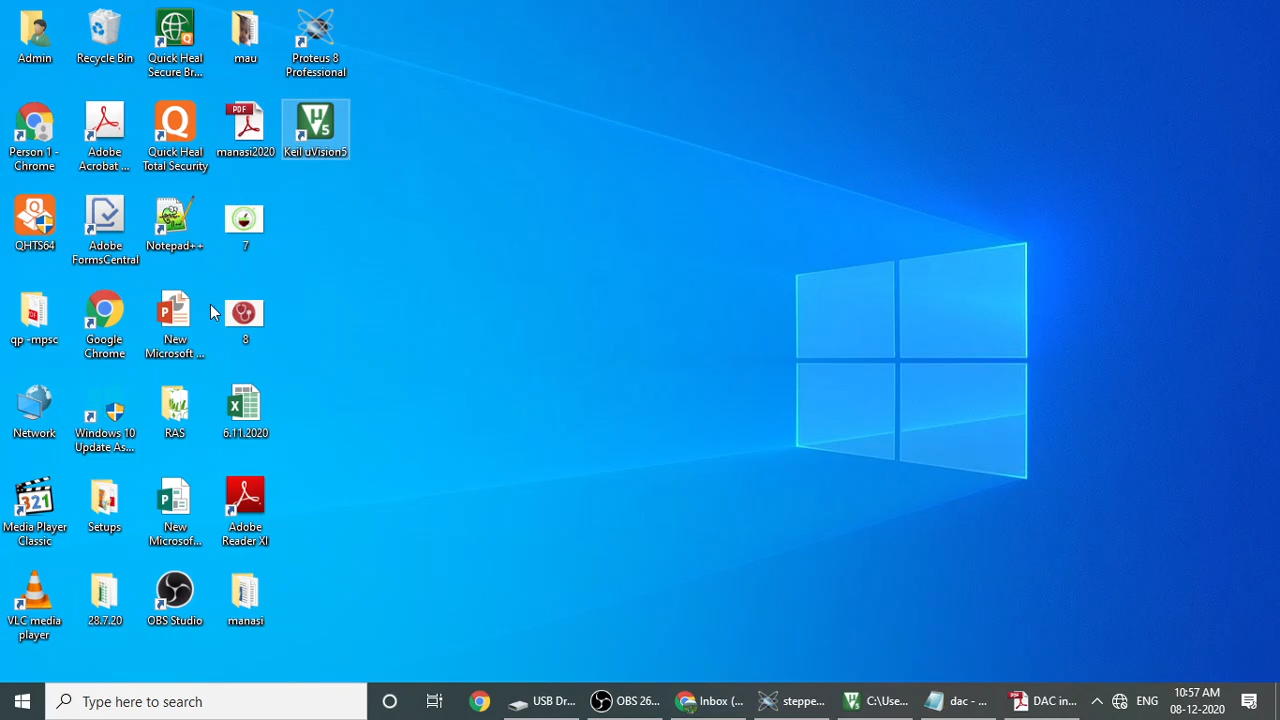 Admin
Recycle Bin
Quick Heal
Secure Br...
mau
Proteus 8
Professional
Person 1 -
Chrome
Adobe
Acrobat ...
Quick Heal
Total Security
PDF
manasi2020
Keil uVision5
QHTS64
Adobe
FormsCentral
Notepad++
7
qp -mpsc
Google
Chrome
New
Microsoft ...
8
Network
Windows 10
Update As...
RAS
6.11.2020
Media Player
Classic
Setups
New
Microsof...
Adobe
Reader XI
VLC media
player
28.7.20
OBS Studio
manasi
Type here to search
USB Dr...
OBS 26...
Inbox (...
steppe...
C:\Use...
dac - ...
DAC in...
ENG
10:57 AM
08-12-2020